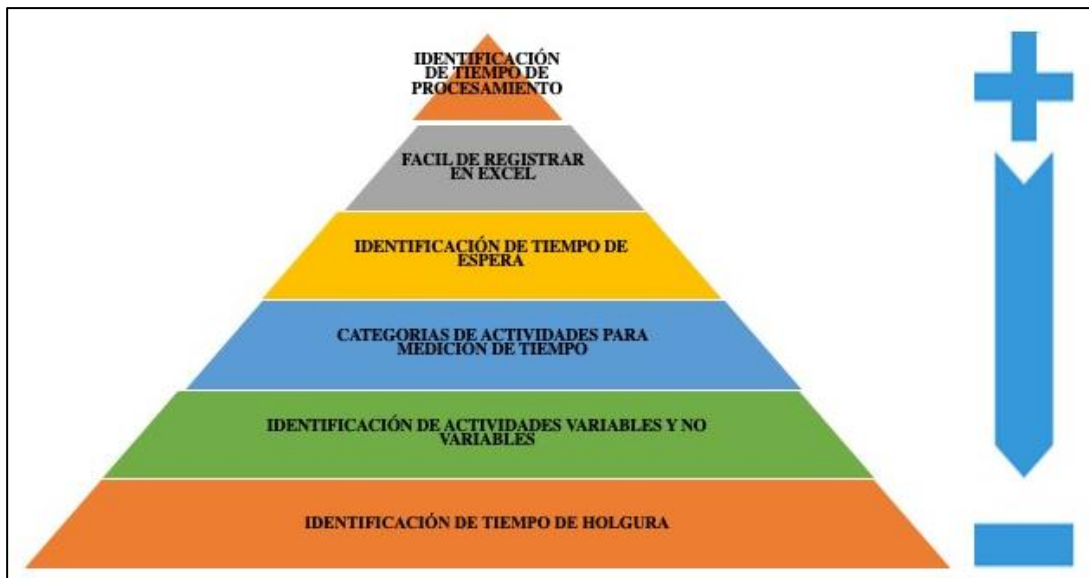 IDENTIFICACIÓN
DE TIEMPO DE
PROCESAMIENTO
FACIL DE REGISTRAR
EN EXCEL
IDENTIFICACIÓN DE TIEMPO DE
ESPERA
CATEGORIAS DE ACTIVIDADES PARA
MEDICIÓN DE TIEMPO
IDENTIFICACIÓN DE ACTIVIDADES VARIABLES Y NO
VARIABLES
IDENTIFICACIÓN DE TIEMPO DE HOLGURA